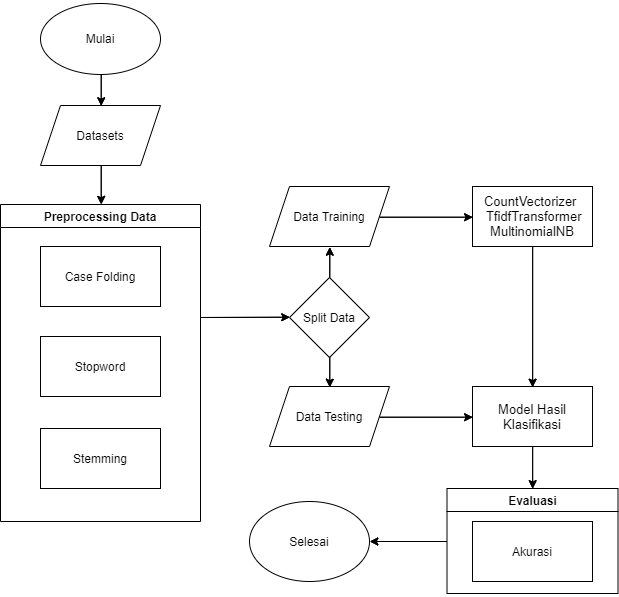 Mulai
Datasets
Preprocessing Data
Case Folding
Stopword
Stemming
Split Data
Data Training
CountVectorizer
TfidfTransformer
MultinomialNB
Data Testing
Model Hasil
Klasifikasi
Evaluasi
Akurasi
Selesai